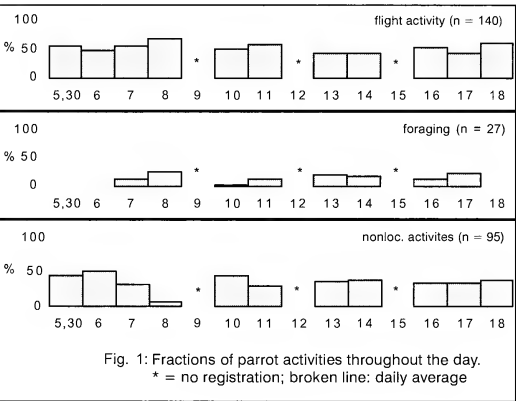 100
flight activity (n = 140)
% 50
0
5,30 6 7 8 9 10 11 12 13 14 15 16 17 18
* * *
100
foraging (n = 27)
% 50
0
5,30 6 7 8 9 10 11 12 13 14 15 16 17 18
* * *
100
nonloc. activites (n = 95)
% 50
0
5,30 6 7 8 9 10 11 12 13 14 15 16 17 18
* * *
Fig. 1: Fractions of parrot activities throughout the day.
* = no registration; broken line: daily average